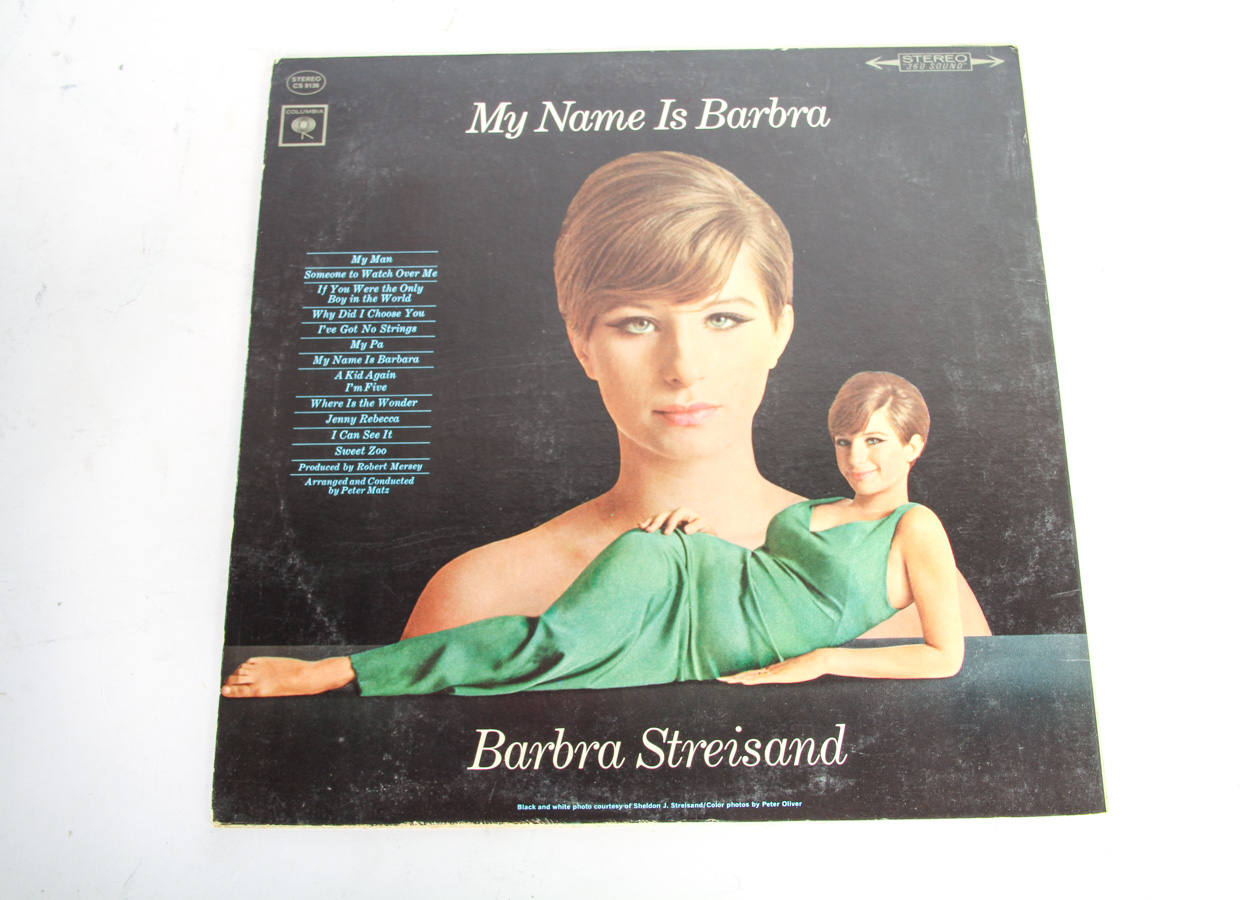 STEREO
CS 9136
COLUMBIA
STEREO
"360 SOUND"
My Name Is Barbra
My Man
Someone to Watch Over Me
If You Were the Only
Boy in the World
Why Did I Choose You
I've Got No Strings
My Pa
My Name Is Barbara
A Kid Again
I'm Five
Where Is the Wonder
Jenny Rebecca
I Can See It
Sweet Zoo
Produced by Robert Mersey
Arranged and Conducted
by Peter Matz
Barbra Streisand
Black and white photo courtesy of Sheldon J. Streisand/Color photos by Peter Oliver